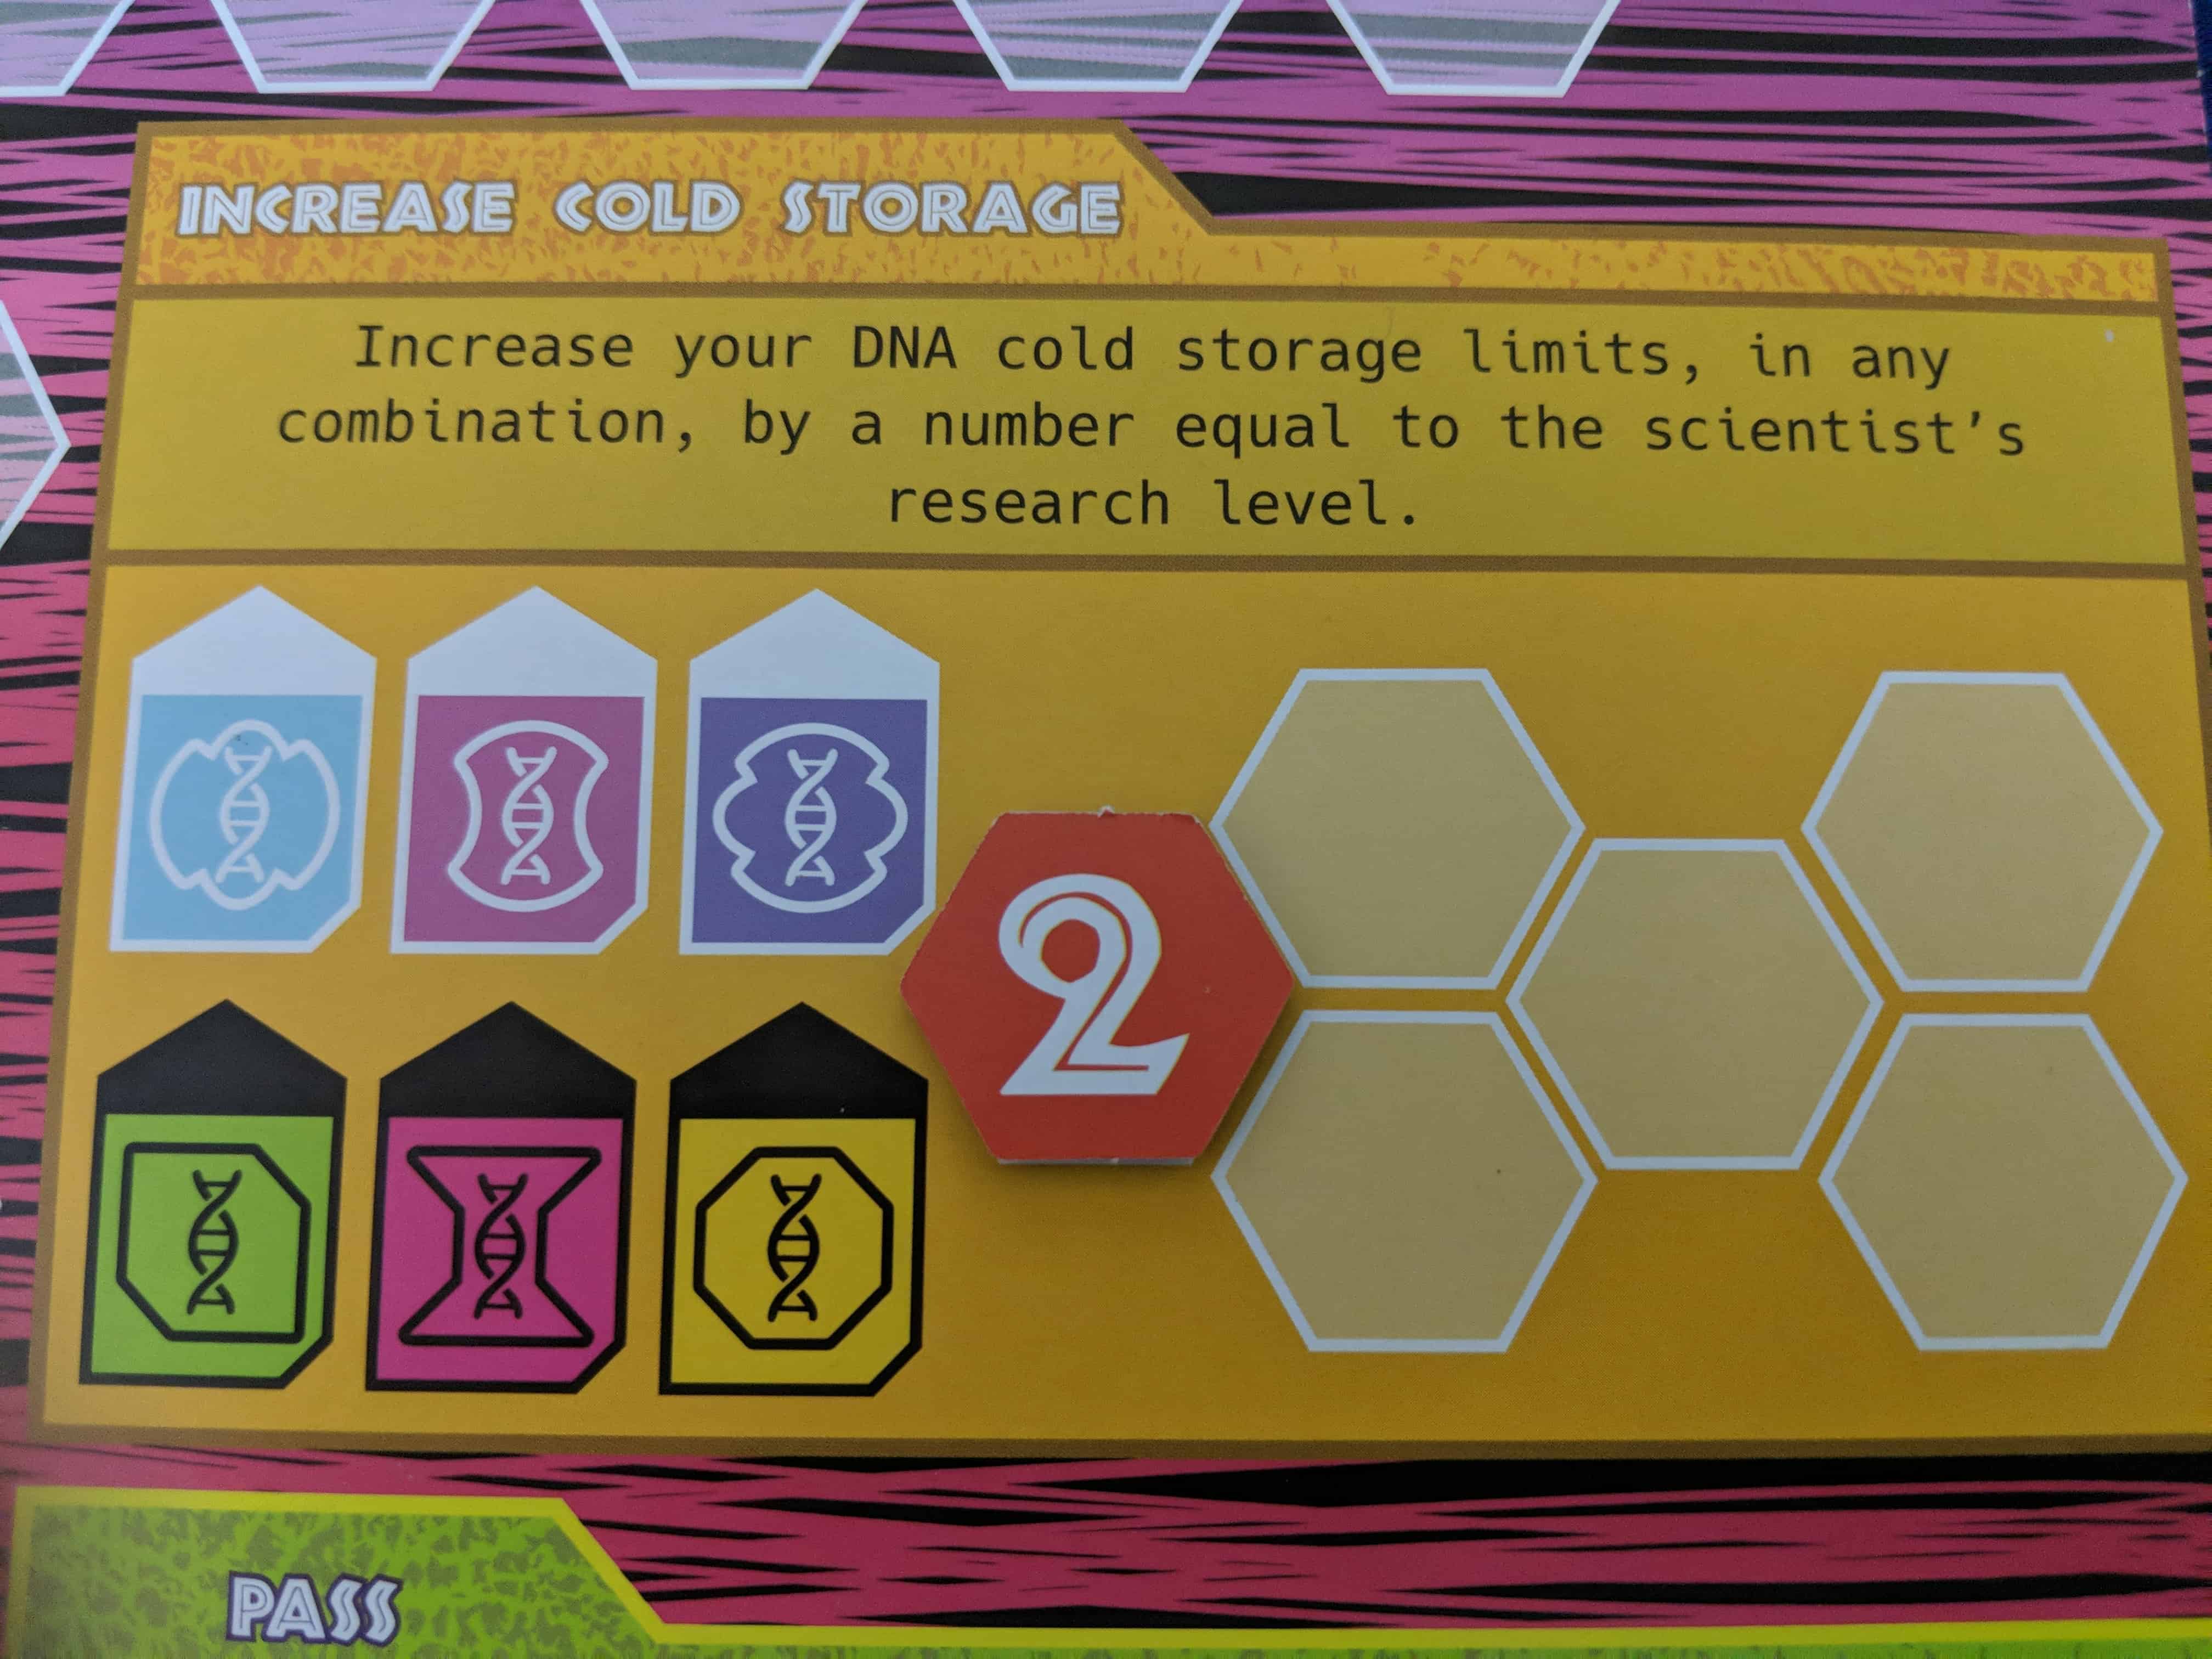 INCREASE COLD STORAGE
Increase your DNA cold storage limits, in any
combination, by a number equal to the scientist's
research level.
2
PASS